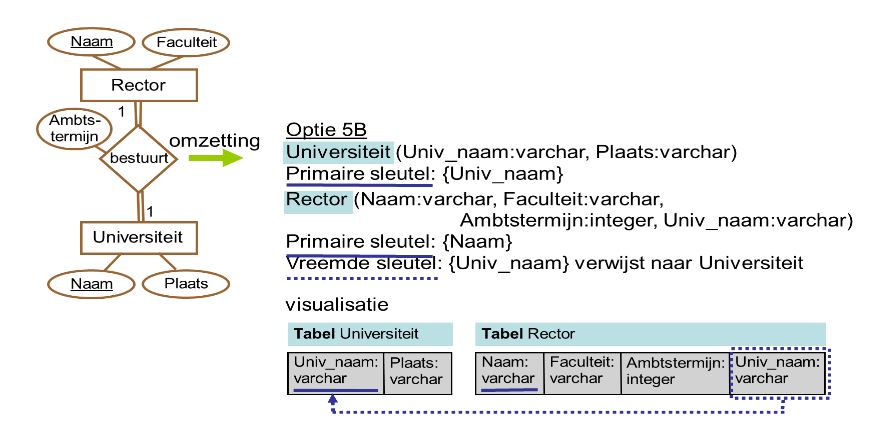 Naam
Faculteit
Rector
1
Ambts-
termijn
bestuurt
omzetting
1
Universiteit
Naam
Plaats
Optie 5B
Universiteit (Univ_naam:varchar, Plaats:varchar)
Primaire sleutel: {Univ_naam}
Rector (Naam:varchar, Faculteit:varchar,
Ambtstermijn:integer, Univ_naam:varchar)
Primaire sleutel: {Naam}
Vreemde sleutel: {Univ_naam} verwijst naar Universiteit
visualisatie
Tabel Universiteit
Univ_naam:
varchar
Plaats:
varchar
Tabel Rector
Naam:
varchar
Faculteit:
varchar
Ambtstermijn:
integer
Univ_naam:
varchar